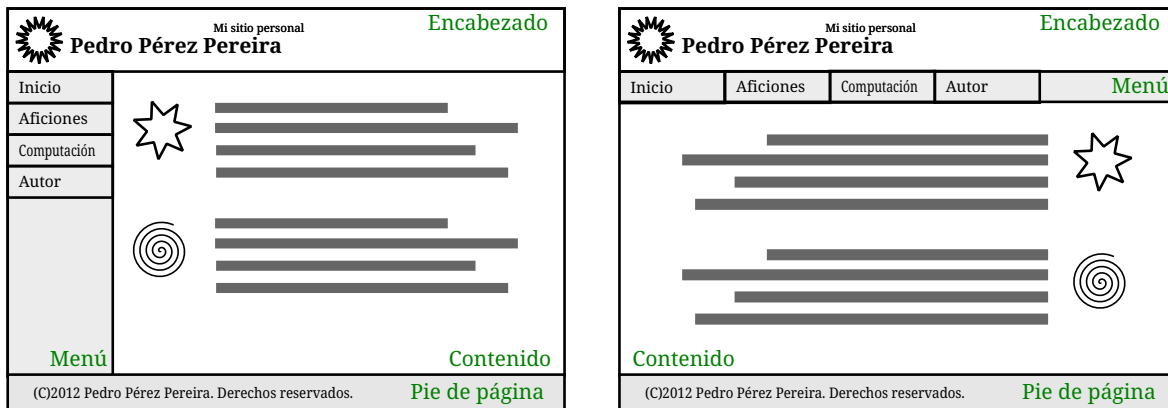 Mi sitio personal
Encabezado
Pedro Pérez Pereira
Inicio
Aficiones
Computación
Autor
Menú
Contenido
(C)2012 Pedro Pérez Pereira. Derechos reservados.
Pie de página
Mi sitio personal
Encabezado
Pedro Pérez Pereira
Inicio
Aficiones
Computación
Autor
Menú
Contenido
(C)2012 Pedro Pérez Pereira. Derechos reservados.
Pie de página